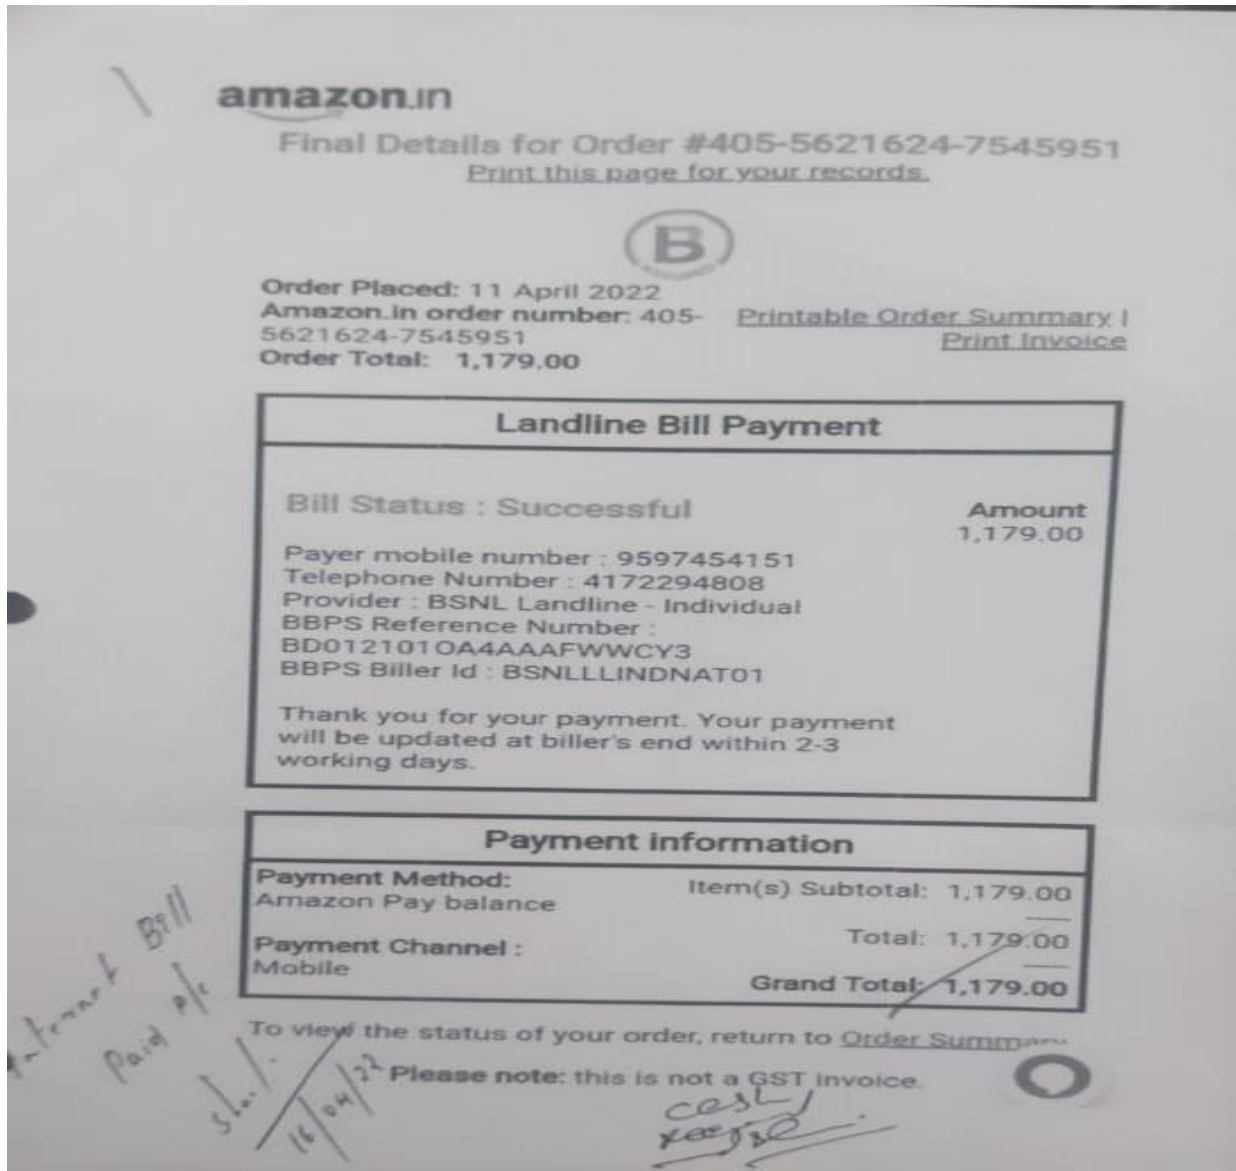 amazon.in
Final Details for Order #405-5621624-7545951
Print this page for your records.
B
Order Placed: 11 April 2022
Amazon.in order number: 405-
5621624-7545951
Order Total: 1,179.00
Printable Order Summary |
Print Invoice
Landline Bill Payment
Bill Status : Successful
Amount
1,179.00
Payer mobile number : 9597454151
Telephone Number : 4172294808
Provider : BSNL Landline - Individual
BBPS Reference Number :
BD012101OA4AAAFWWCY3
BBPS Biller Id : BSNLLLINDNAT01
Thank you for your payment. Your payment
will be updated at biller's end within 2-3
working days.
Payment information
Payment Method:
Amazon Pay balance
Item(s) Subtotal: 1,179.00
Total: 1,179.00
Payment Channel :
Mobile
Grand Total: 1,179.00
To view the status of your order, return to Order Summary.
Please note: this is not a GST invoice.
Internet Bill
Paid a/c
16/04/22
cash